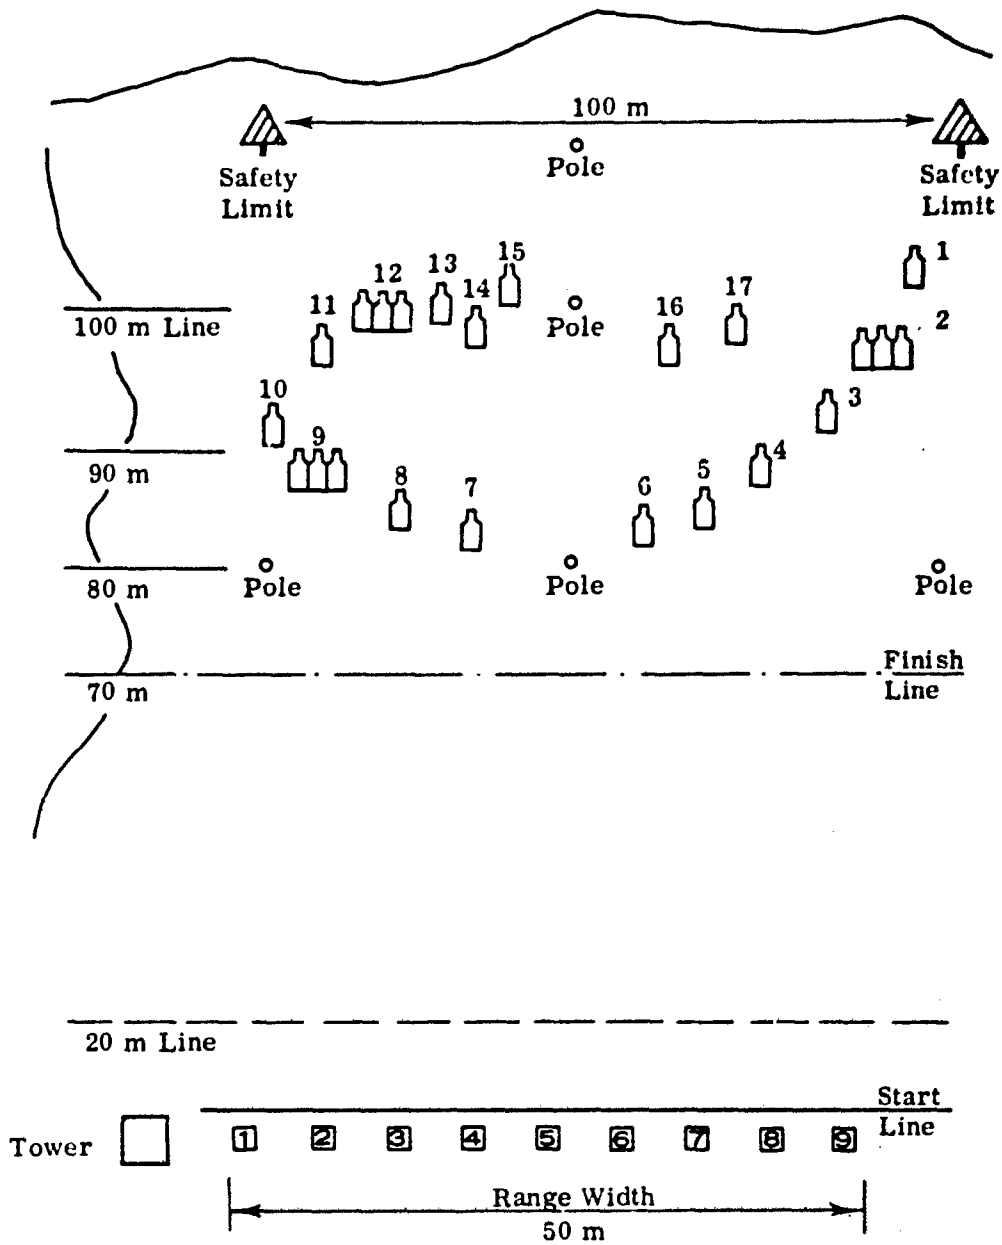 100 m
Pole
Safety
Limit
Safety
Limit
1
15
13
12
14
17
11
16
2
Pole
100 m Line
10
3
9
4
90 m
8
7
6
5
Pole
Pole
Pole
80 m
Finish
Line
70 m
20 m Line
Start
Line
Tower
1 2 3 4 5 6 7 8 9
Range Width
50 m